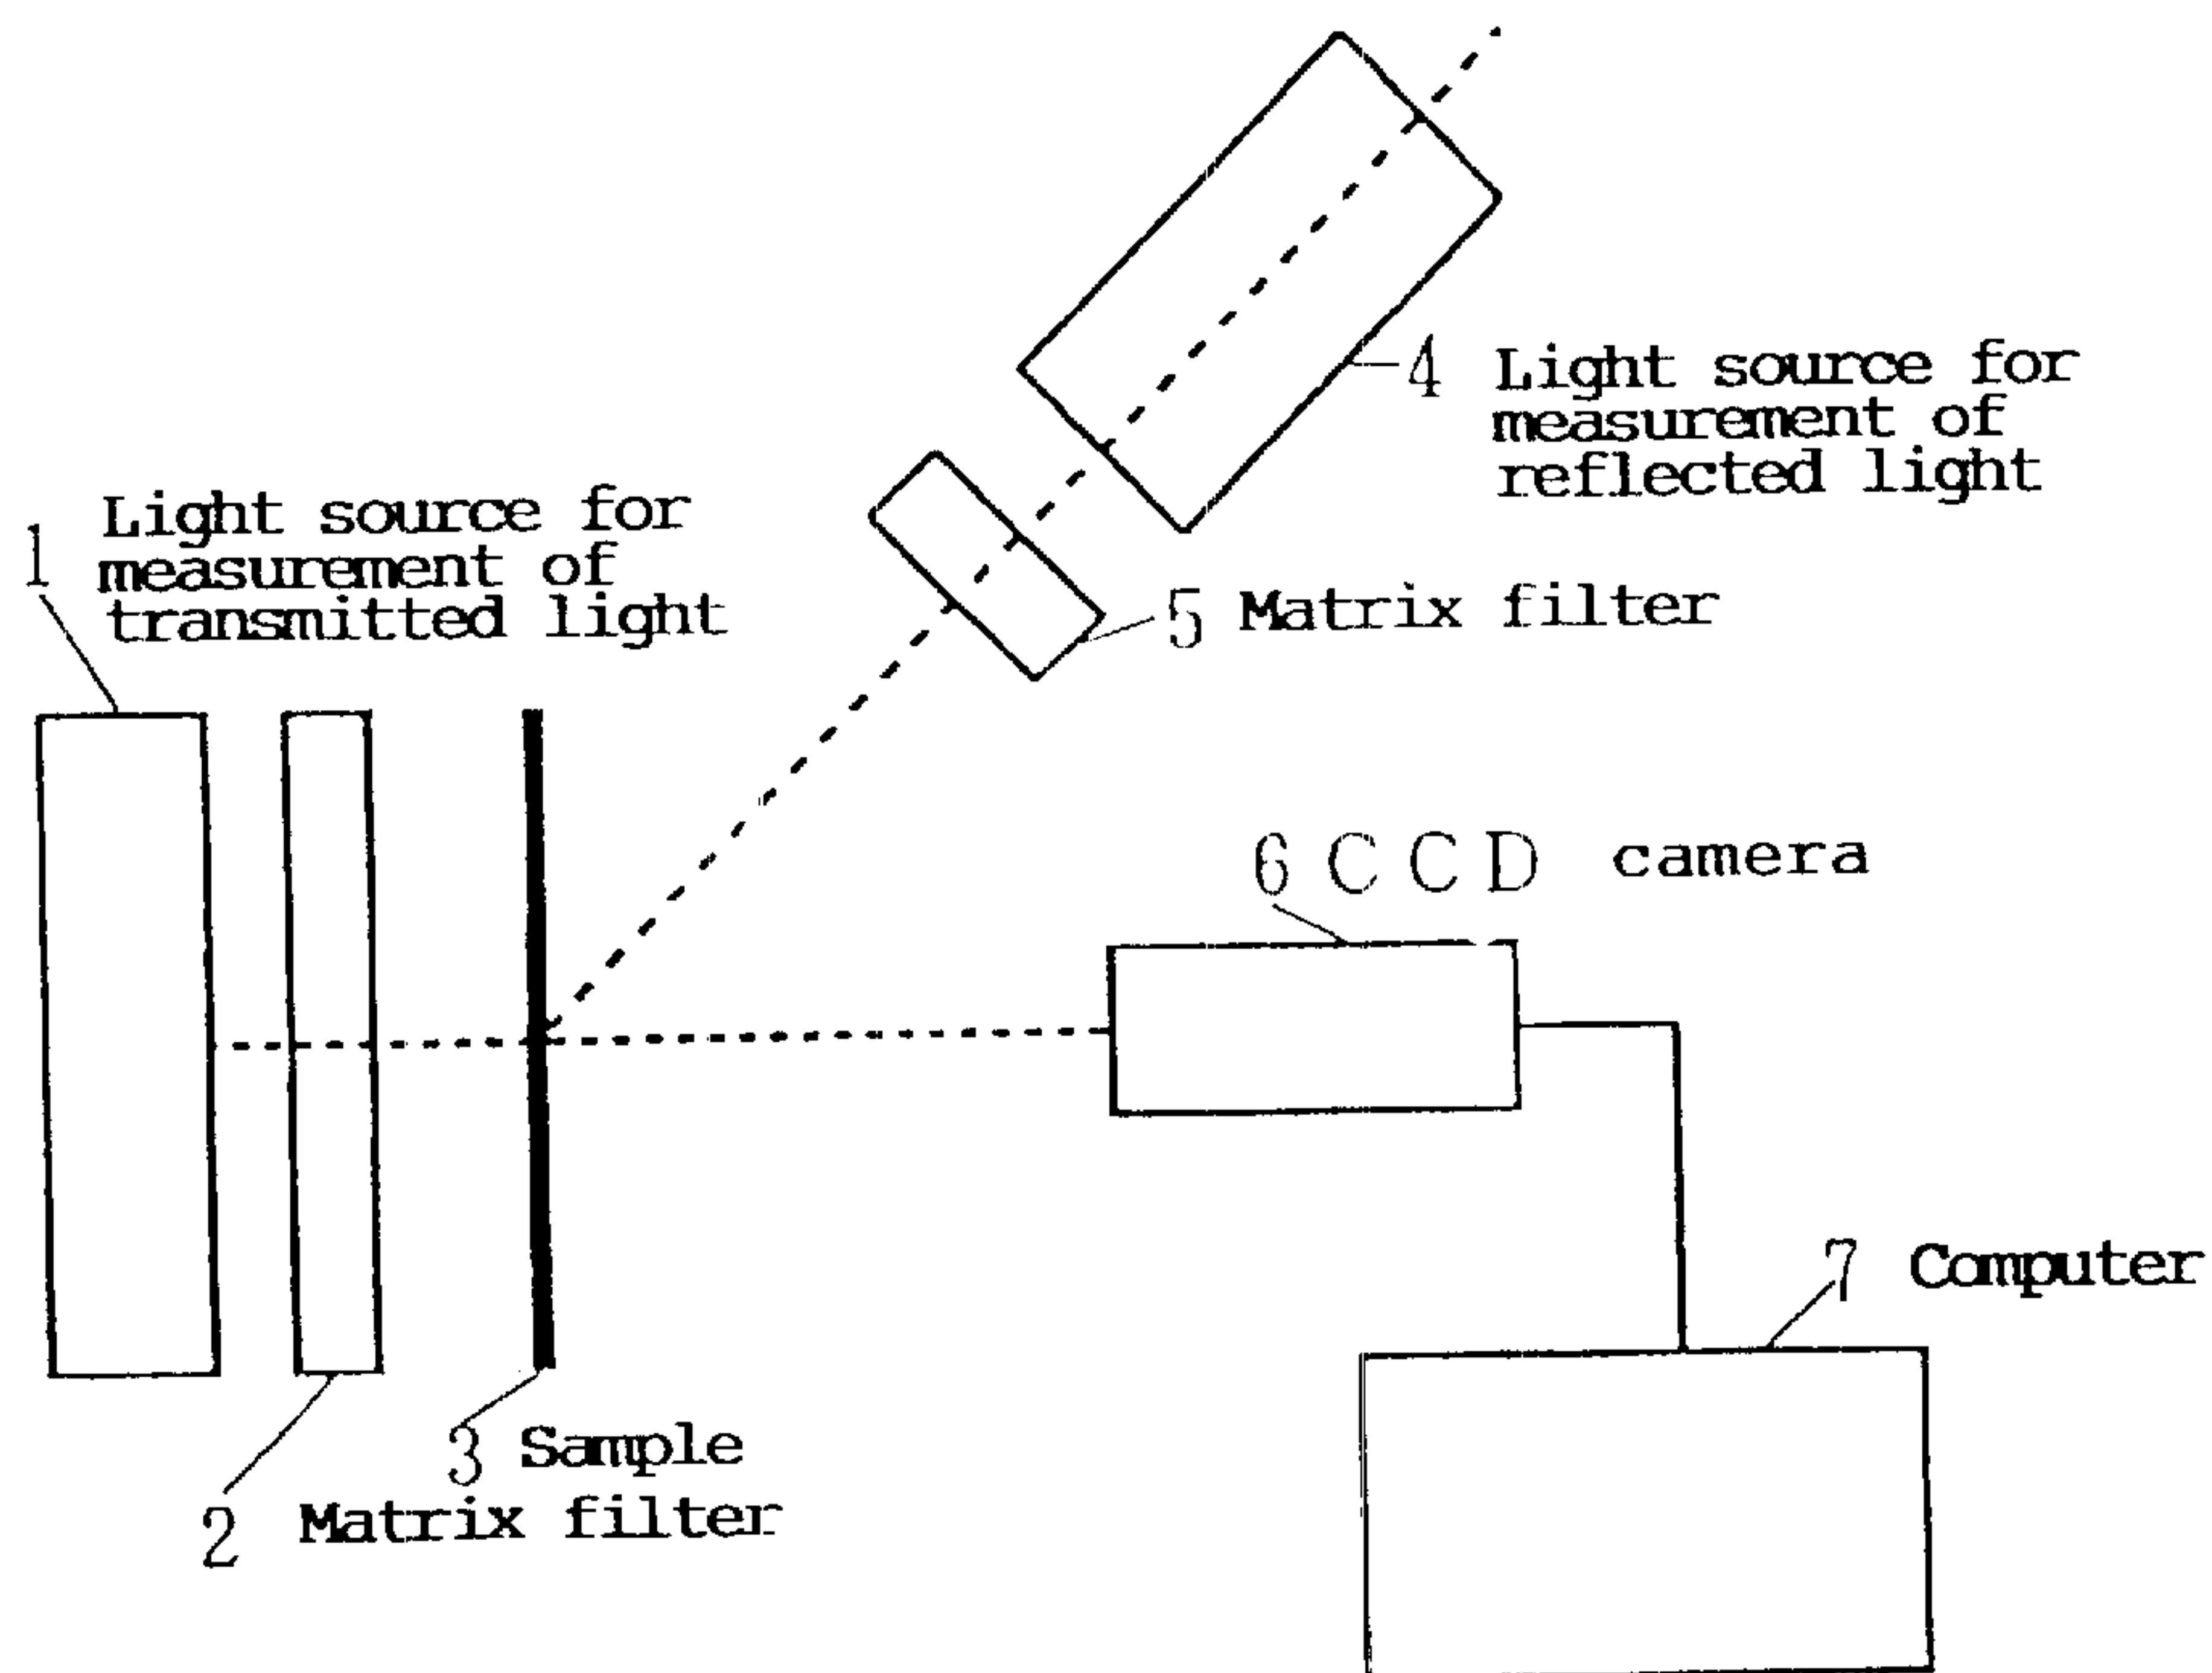 4 Light source for
measurement of
reflected light
1 Light source for
measurement of
transmitted light
5 Matrix filter
6 CCD camera
7 Computer
3 Sample
2 Matrix filter